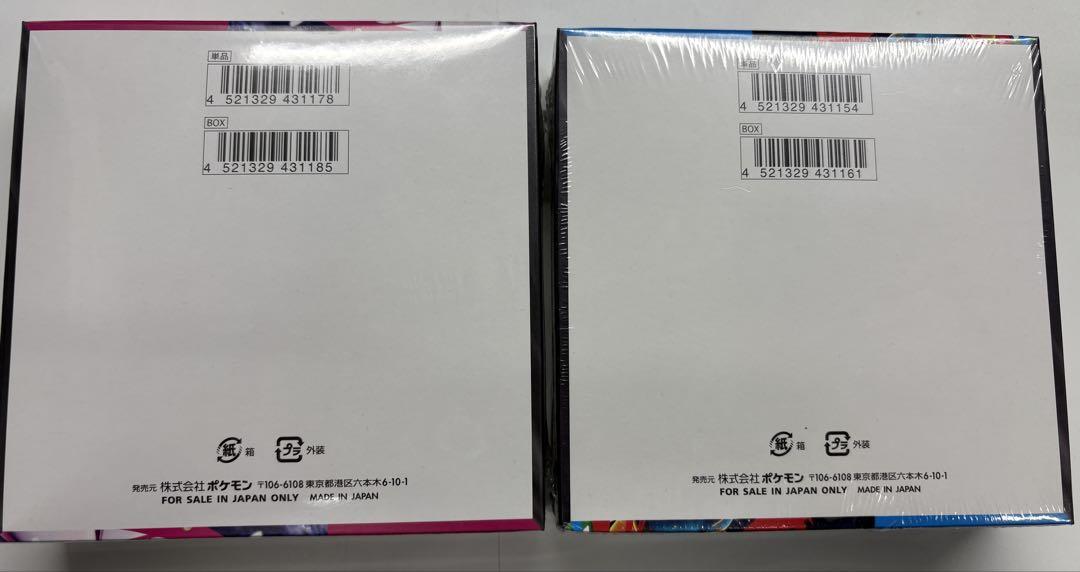 単品
4 521329 431178
BOX
4 521329 431185
紙 箱 プラ 外装
発売元 株式会社ポケモン 〒106-6108 東京都港区六本木6-10-1
FOR SALE IN JAPAN ONLY MADE IN JAPAN
単品
4 521329 431154
BOX
4 521329 431161
紙 箱 プラ 外装
発売元 株式会社ポケモン 〒106-6108 東京都港区六本木6-10-1
FOR SALE IN JAPAN ONLY MADE IN JAPAN